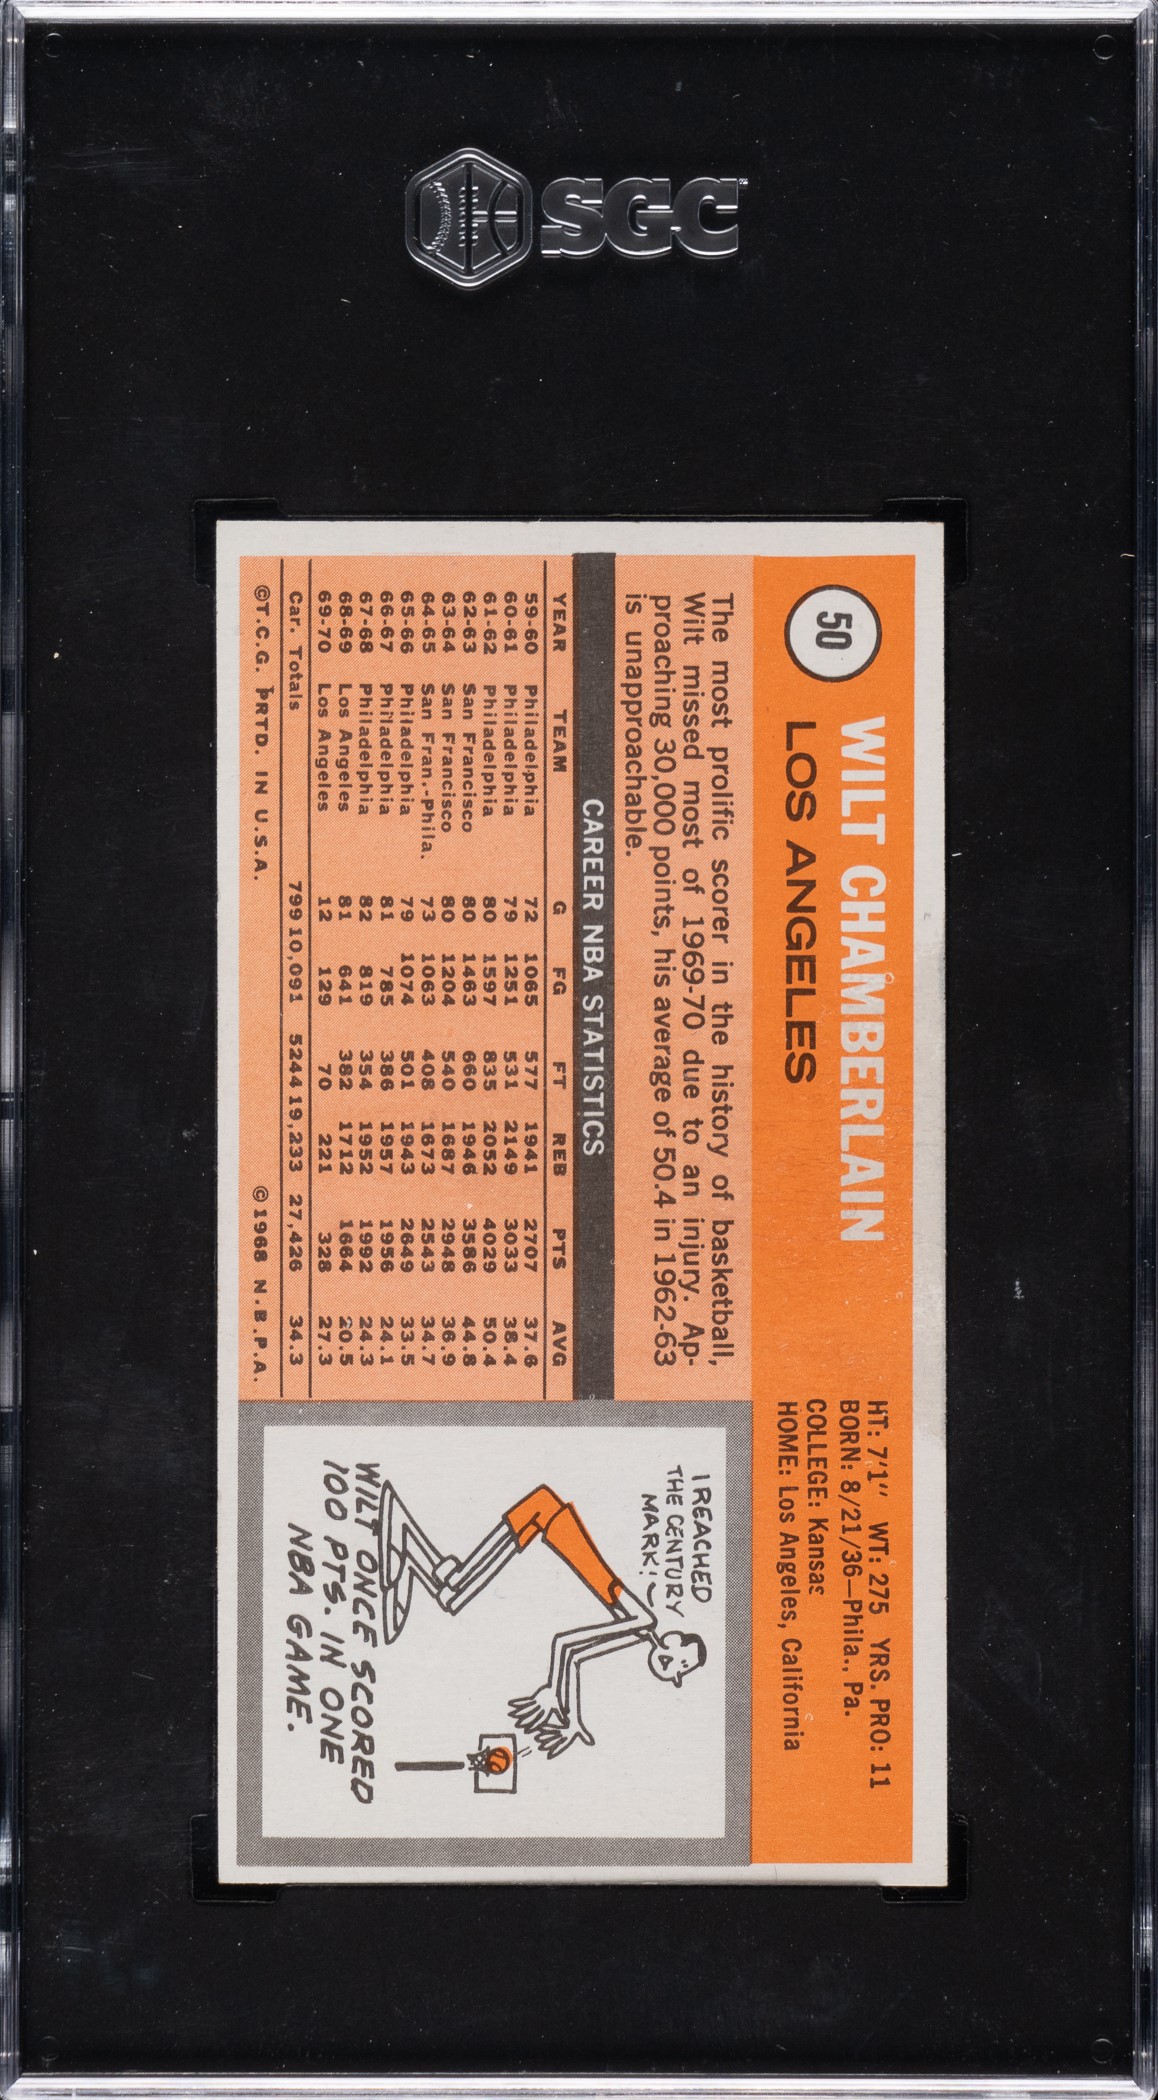 SGC
50
WILT CHAMBERLAIN
LOS ANGELES
HT: 7'1" WT: 275 YRS. PRO: 11
BORN: 8/21/36—Phila., Pa.
COLLEGE: Kansas
HOME: Los Angeles, California
The most prolific scorer in the history of basketball,
Wilt missed most of 1969-70 due to an injury. Ap-
proaching 30,000 points, his average of 50.4 in 1962-63
is unapproachable.
CAREER NBA STATISTICS
YEAR TEAM G FG FT REB PTS AVG
59-60 Philadelphia 72 1065 577 1941 2707 37.6
60-61 Philadelphia 79 1251 531 2149 3033 38.4
61-62 Philadelphia 80 1597 835 2052 4029 50.4
62-63 San Francisco 80 1463 660 1946 3586 44.8
63-64 San Francisco 80 1204 540 1687 2948 36.9
64-65 San Fran.-Phila. 73 1063 408 1673 2543 34.7
65-66 Philadelphia 79 1074 501 1943 2649 33.5
66-67 Philadelphia 81 785 386 1957 1956 24.1
67-68 Philadelphia 82 819 354 1952 1992 24.3
68-69 Los Angeles 81 641 382 1712 1664 20.5
69-70 Los Angeles 12 129 70 221 328 27.3
Car. Totals 799 10,091 5244 19,233 27,426 34.3
©T.C.G. PRTD. IN U.S.A. ©1968 N.B.P.A.
I REACHED
THE CENTURY
MARK!
WILT ONCE SCORED
100 PTS. IN ONE
NBA GAME.